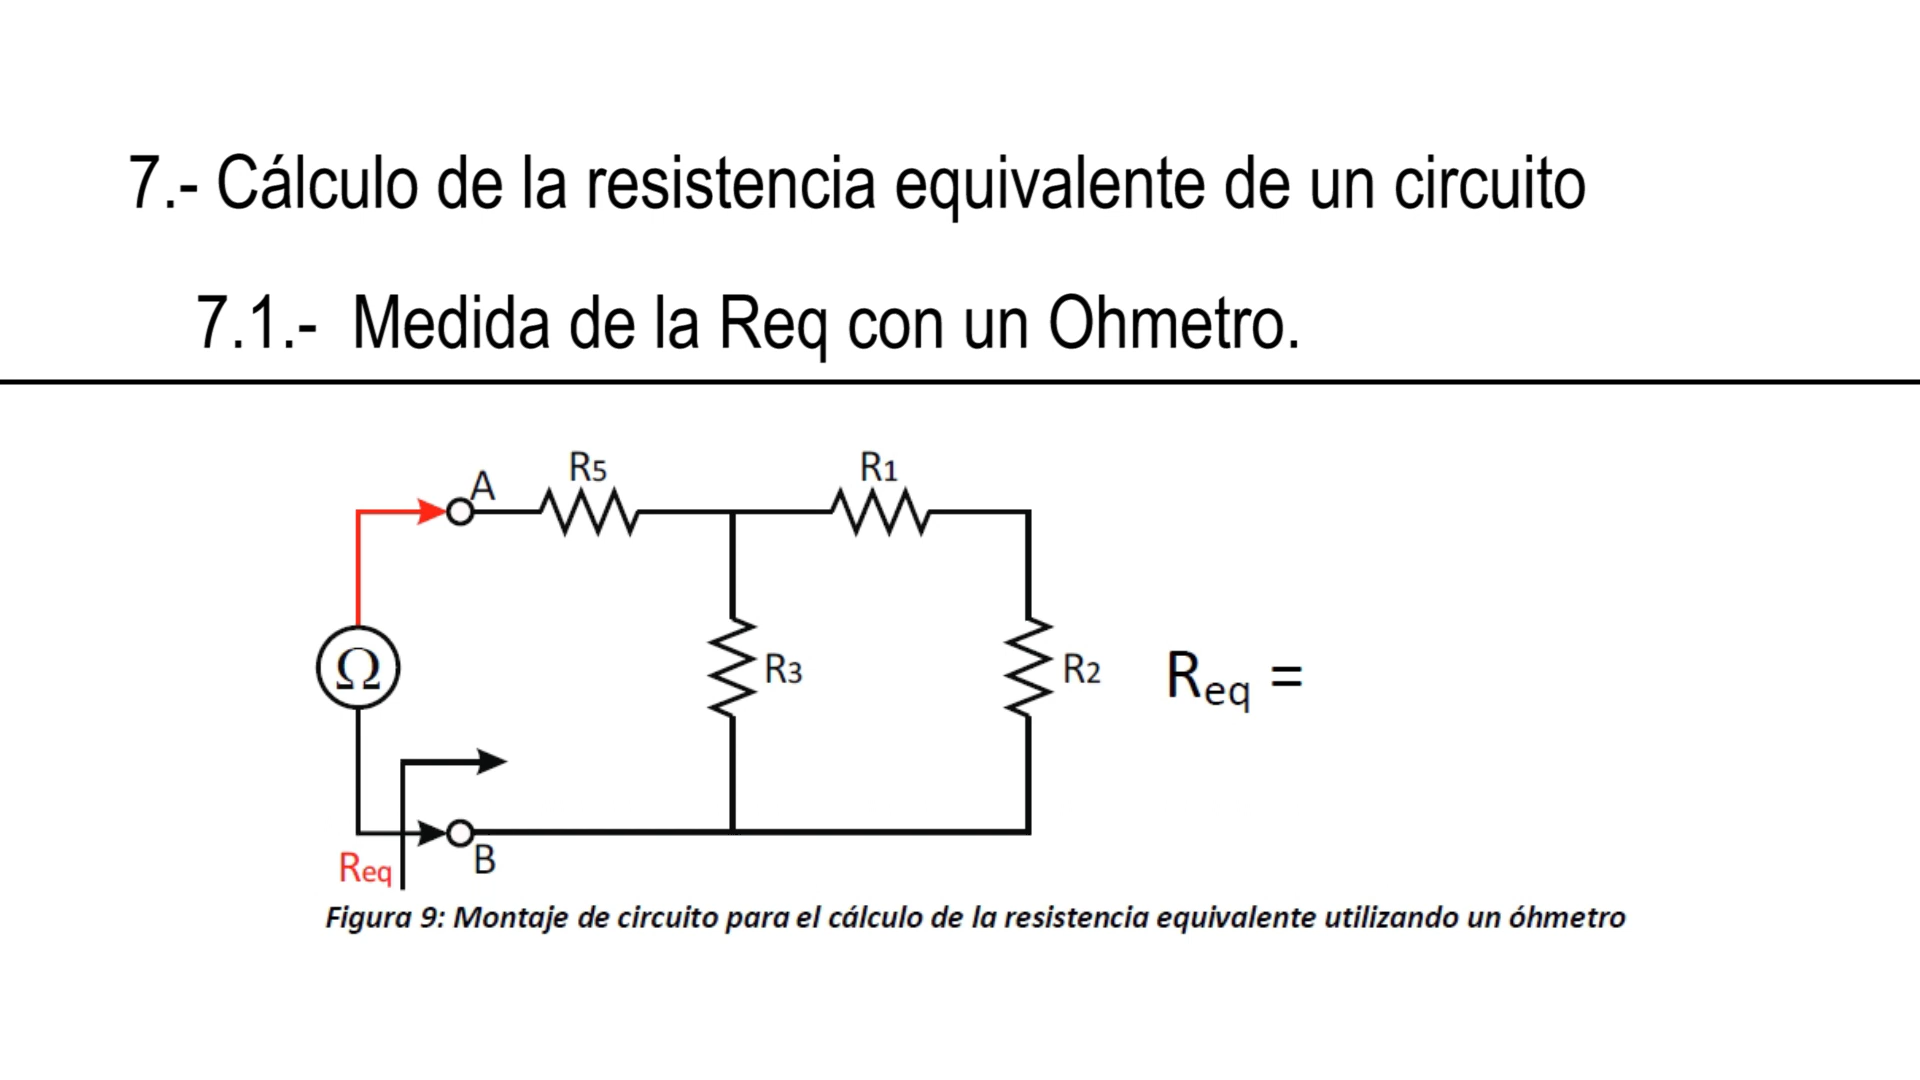 7.- Cálculo de la resistencia equivalente de un circuito
7.1.- Medida de la Req con un Ohmetro.
R5
R1
A
Ω
R3
R2
Req =
B
Req
Figura 9: Montaje de circuito para el cálculo de la resistencia equivalente utilizando un óhmetro